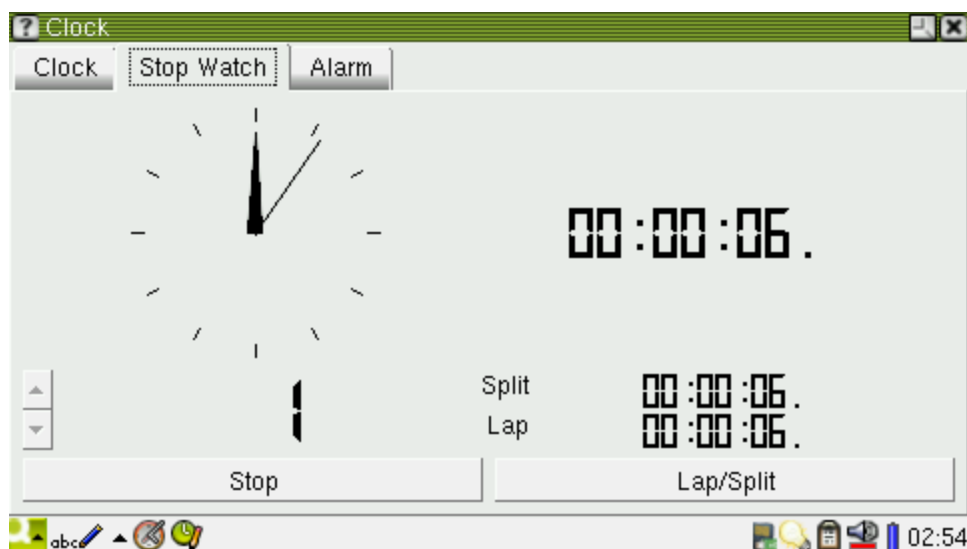 Clock
Clock Stop Watch Alarm
00:00:06.
1
Split 00:00:06.
Lap 00:00:06.
Stop Lap/Split
abc 02:54